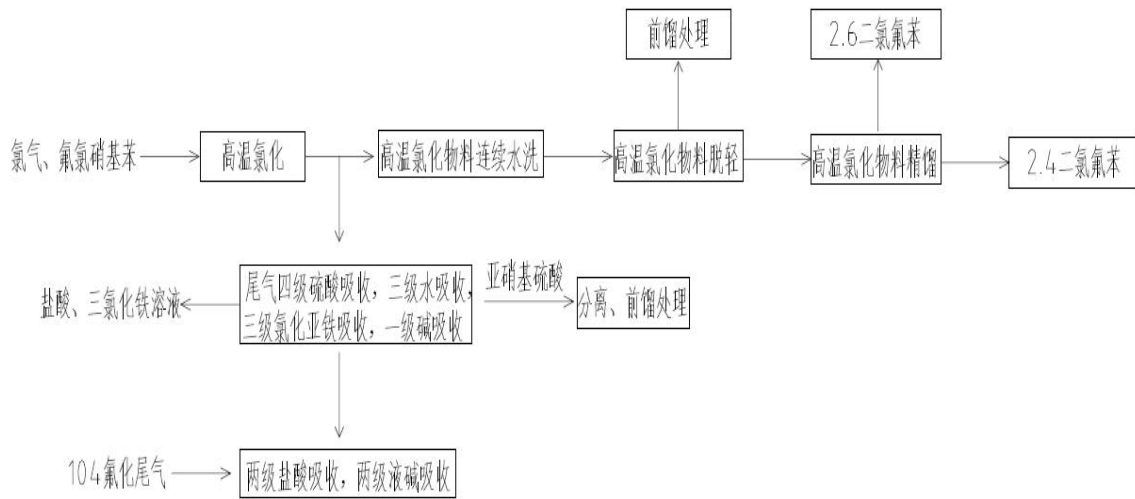 前馏处理
2.6二氯氟苯
氯气、氟氯硝基苯
高温氯化
高温氯化物料连续水洗
高温氯化物料脱轻
高温氯化物料精馏
2.4二氯氟苯
盐酸、三氯化铁溶液
尾气四级硫酸吸收，三级水吸收，
三级氯化亚铁吸收，一级碱吸收
亚硝基硫酸
分离、前馏处理
104氟化尾气
两级盐酸吸收，两级液碱吸收